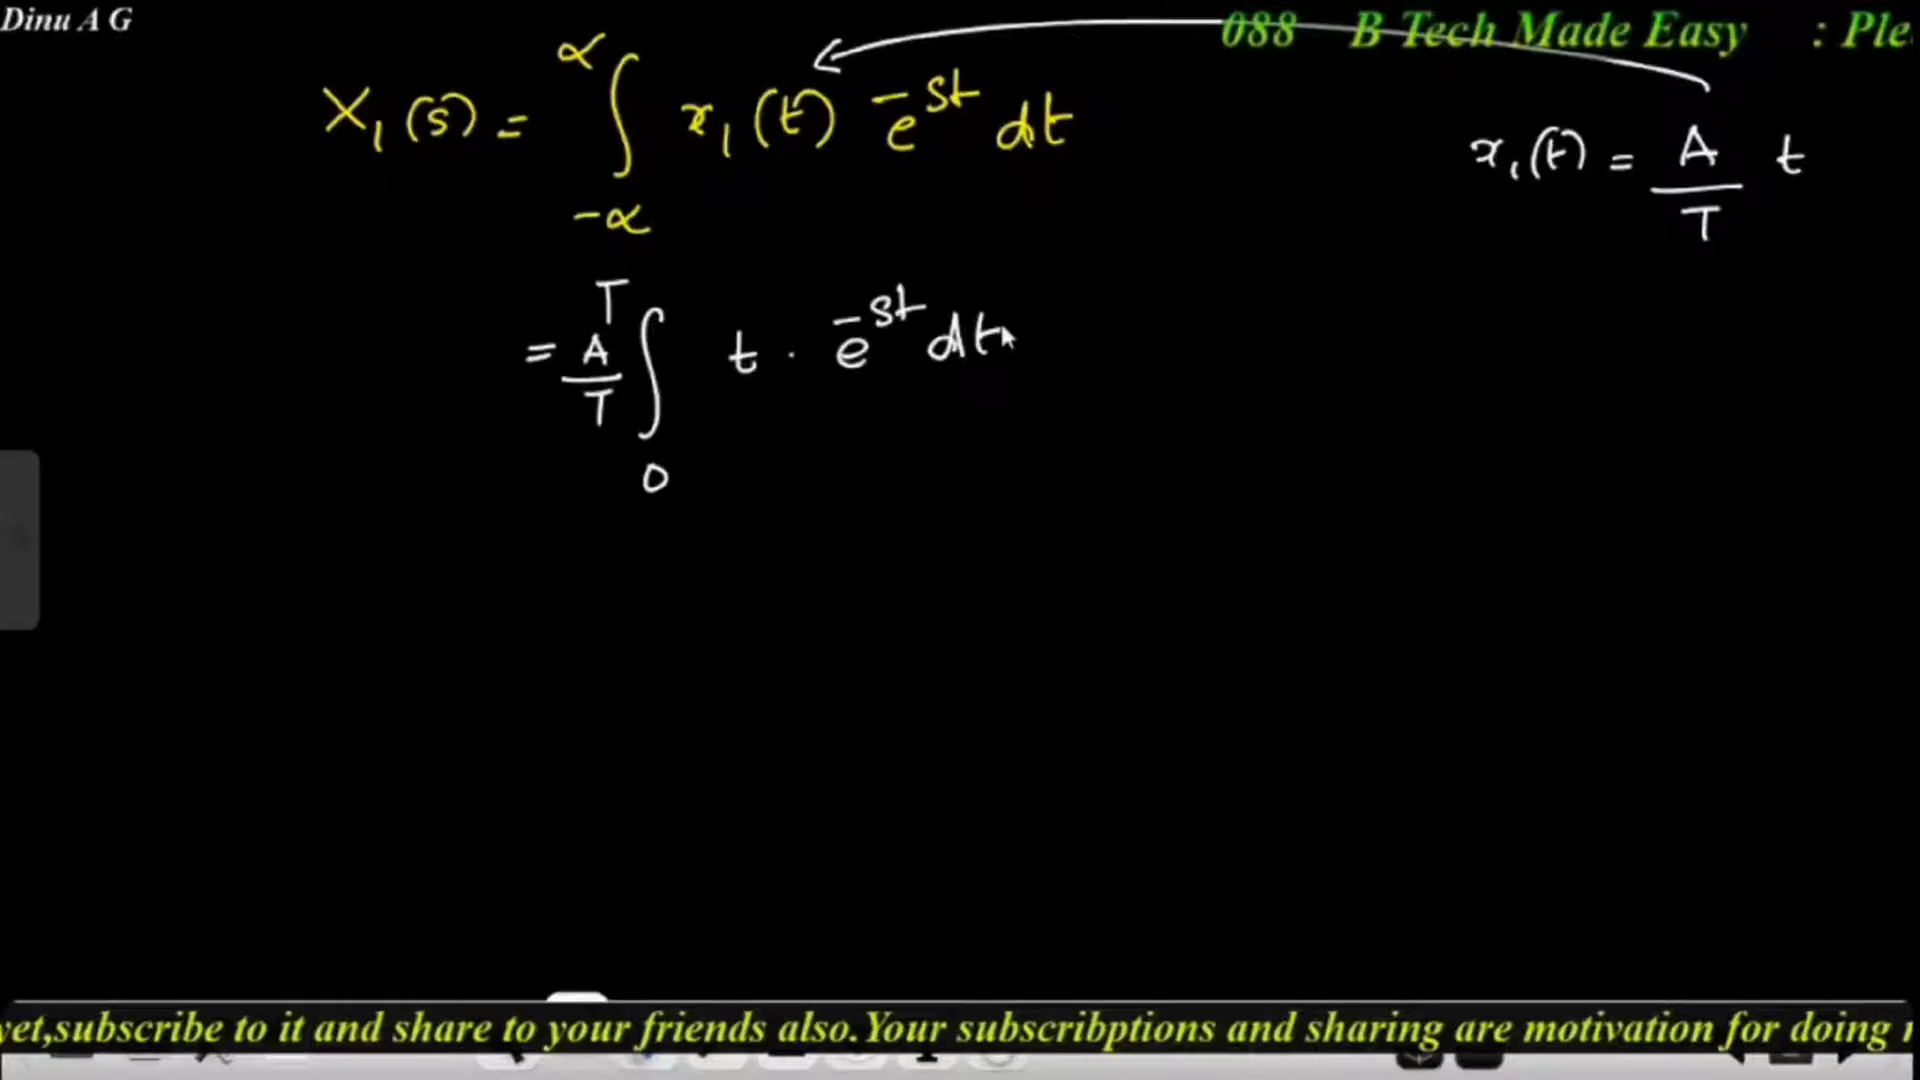 Dinu A G
088 B Tech Made Easy : Ple
X₁(s) = ∫_{-∝}^{∝} x₁(t) e^{-st} dt
x₁(t) = A/T t
= A/T ∫_0^T t · e^{-st} dt
yet,subscribe to it and share to your friends also.Your subscribptions and sharing are motivation for doing